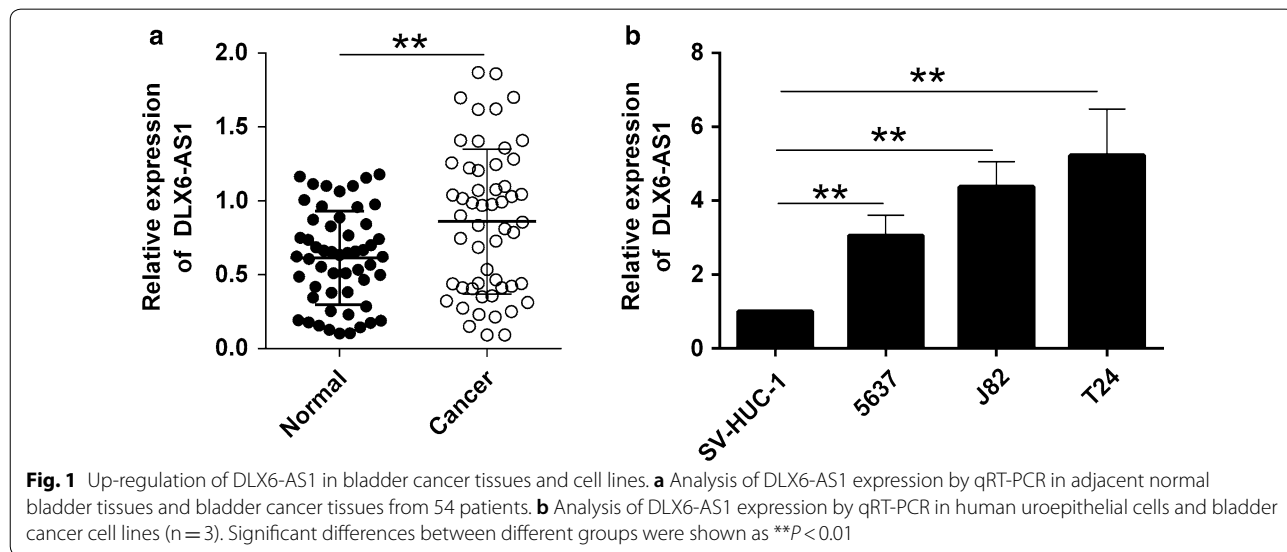 a
**
2.0
1.5
1.0
0.5
0.0
Relative expression
of DLX6-AS1
Normal
Cancer
b
8
6
4
2
0
Relative expression
of DLX6-AS1
**
**
**
SV-HUC-1
5637
J82
T24
Fig. 1 Up-regulation of DLX6-AS1 in bladder cancer tissues and cell lines. a Analysis of DLX6-AS1 expression by qRT-PCR in adjacent normal
bladder tissues and bladder cancer tissues from 54 patients. b Analysis of DLX6-AS1 expression by qRT-PCR in human uroepithelial cells and bladder
cancer cell lines (n = 3). Significant differences between different groups were shown as **P < 0.01